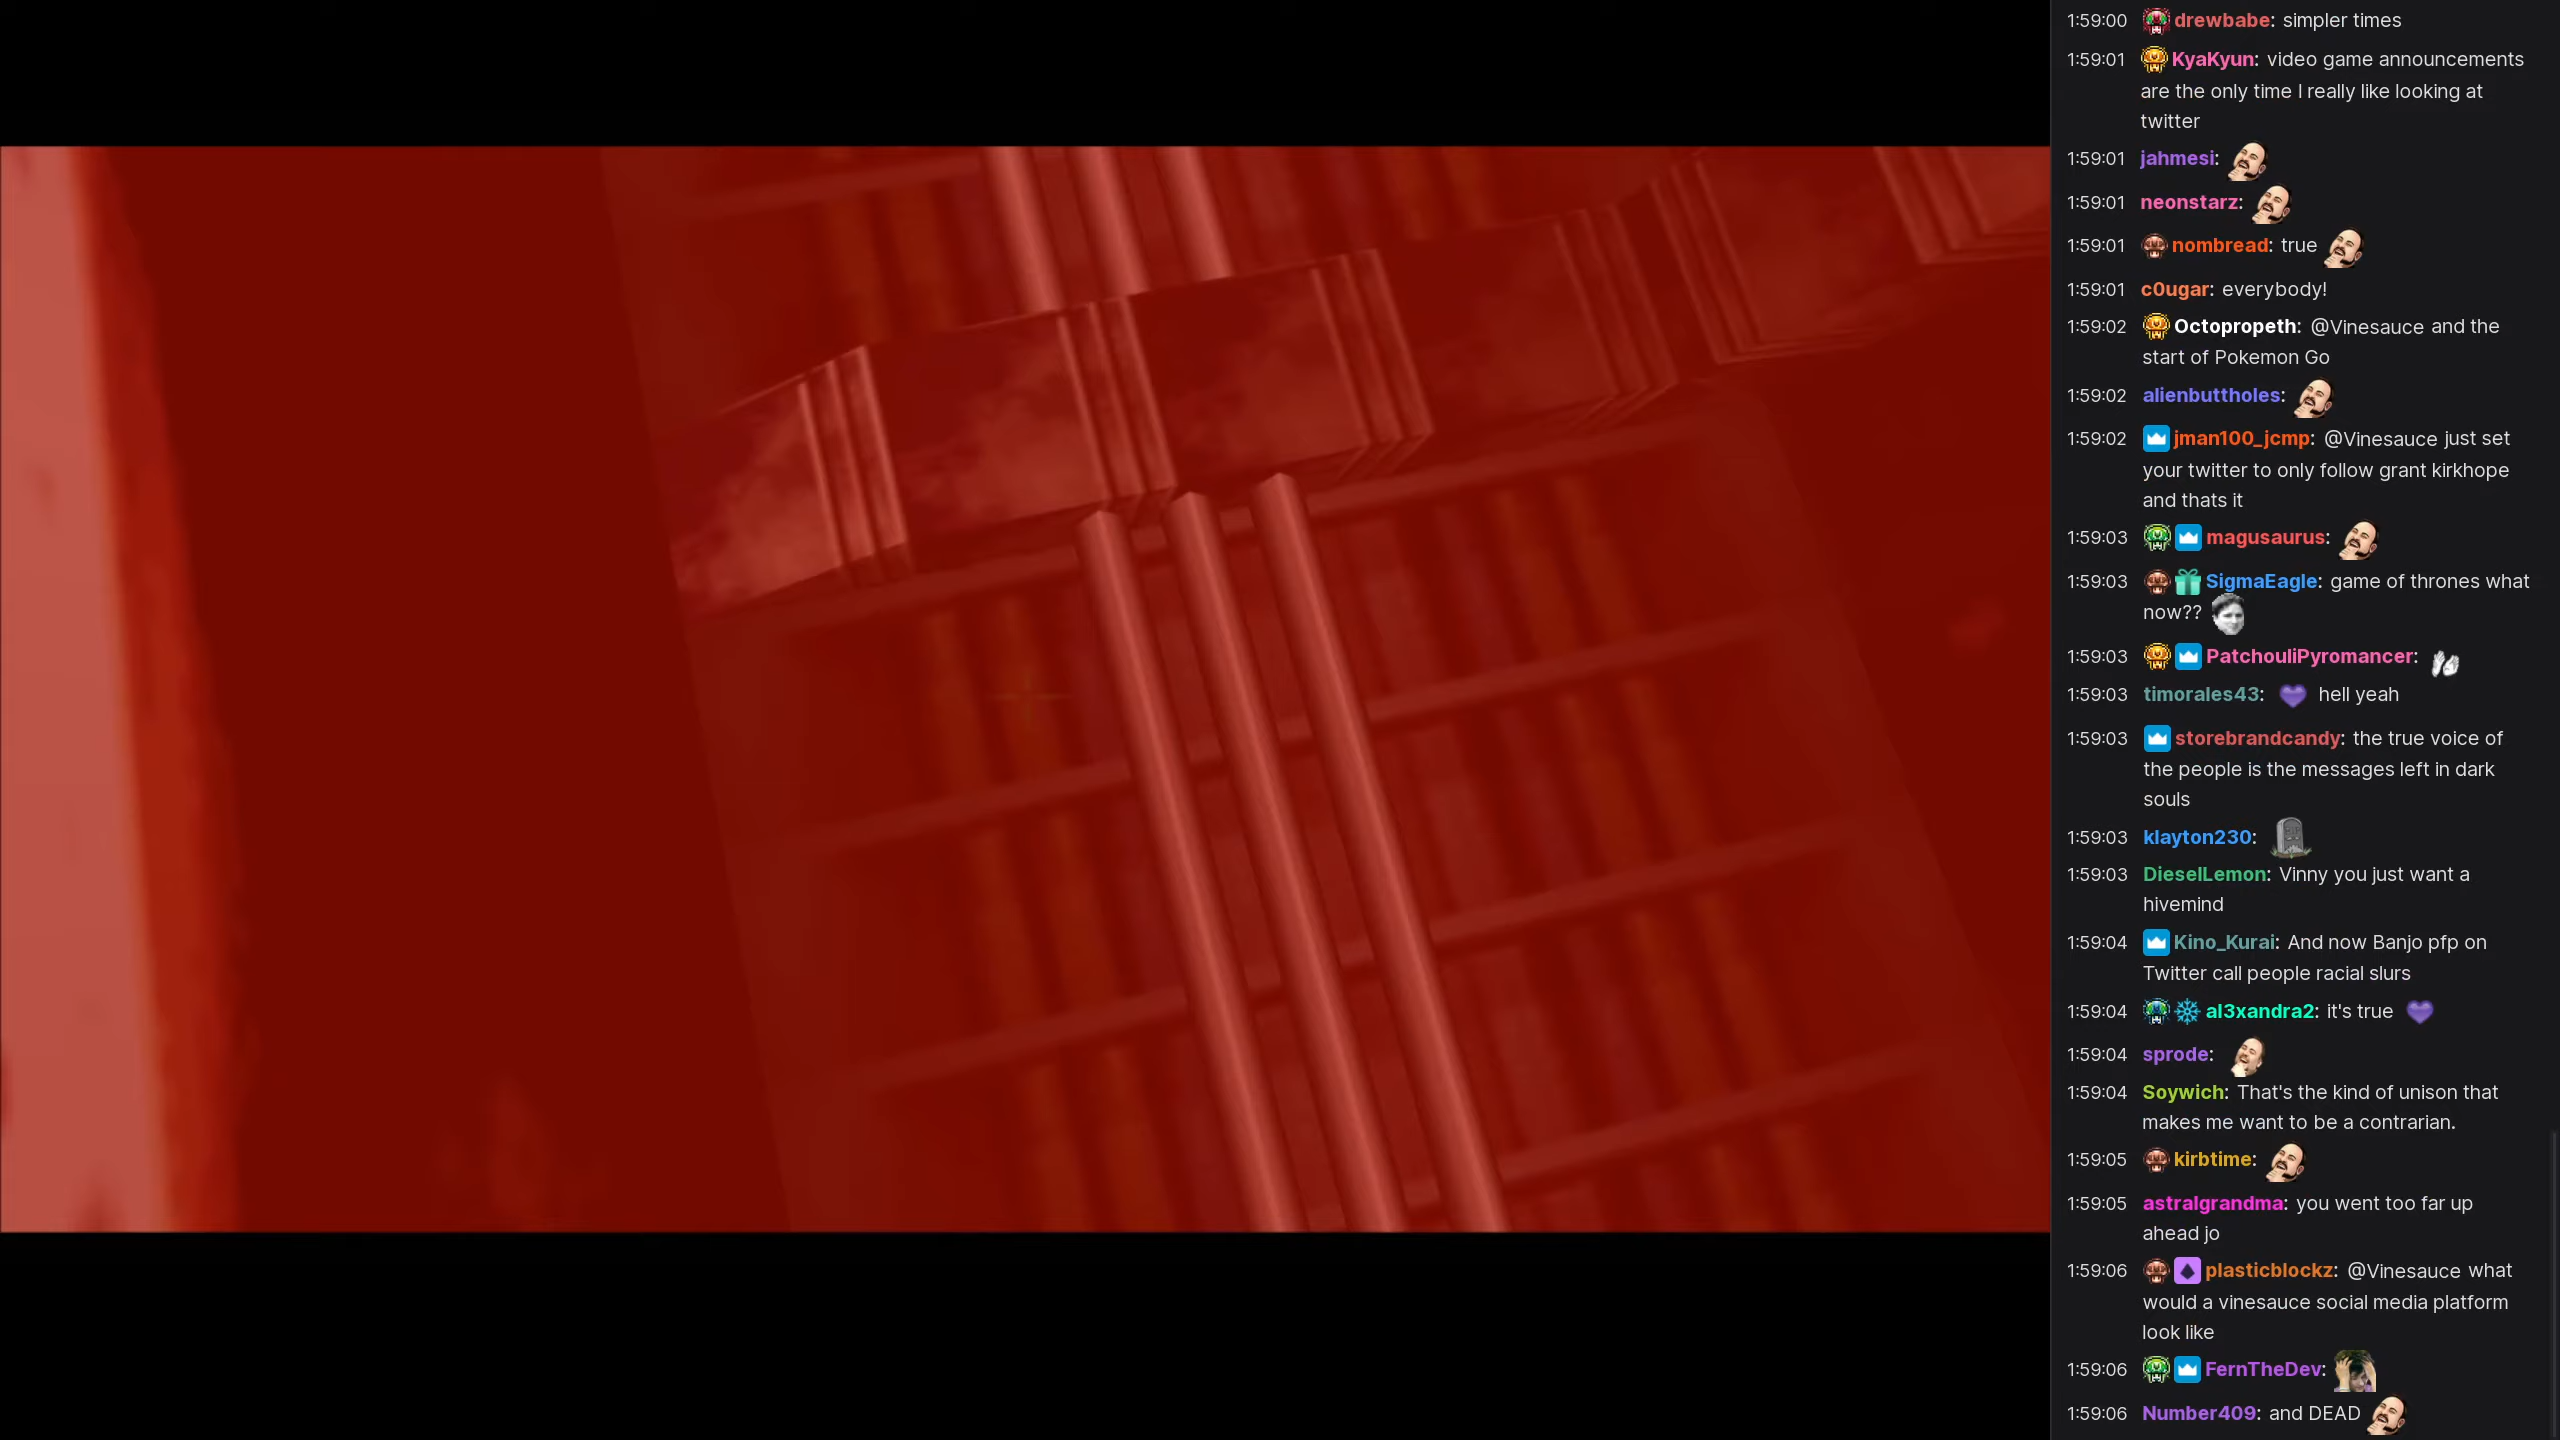 1:59:00 drewbabe: simpler times
1:59:01 KyaKyun: video game announcements
are the only time I really like looking at
twitter
1:59:01 jahmesi:
1:59:01 neonstarz:
1:59:01 nombread: true
1:59:01 c0ugar: everybody!
1:59:02 Octopropeth: @Vinesauce and the
start of Pokemon Go
1:59:02 alienbuttholes:
1:59:02 jman100_jcmp: @Vinesauce just set
your twitter to only follow grant kirkhope
and thats it
1:59:03 magusaurus:
1:59:03 SigmaEagle: game of thrones what
now??
1:59:03 PatchouliPyromancer:
1:59:03 timorales43: hell yeah
1:59:03 storebrandcandy: the true voice of
the people is the messages left in dark
souls
1:59:03 klayton230:
1:59:03 DieselLemon: Vinny you just want a
hivemind
1:59:04 Kino_Kurai: And now Banjo pfp on
Twitter call people racial slurs
1:59:04 al3xandra2: it's true
1:59:04 sprode:
1:59:04 Soywich: That's the kind of unison that
makes me want to be a contrarian.
1:59:05 kirbtime:
1:59:05 astralgrandma: you went too far up
ahead jo
1:59:06 plasticblockz: @Vinesauce what
would a vinesauce social media platform
look like
1:59:06 FernTheDev:
1:59:06 Number409: and DEAD